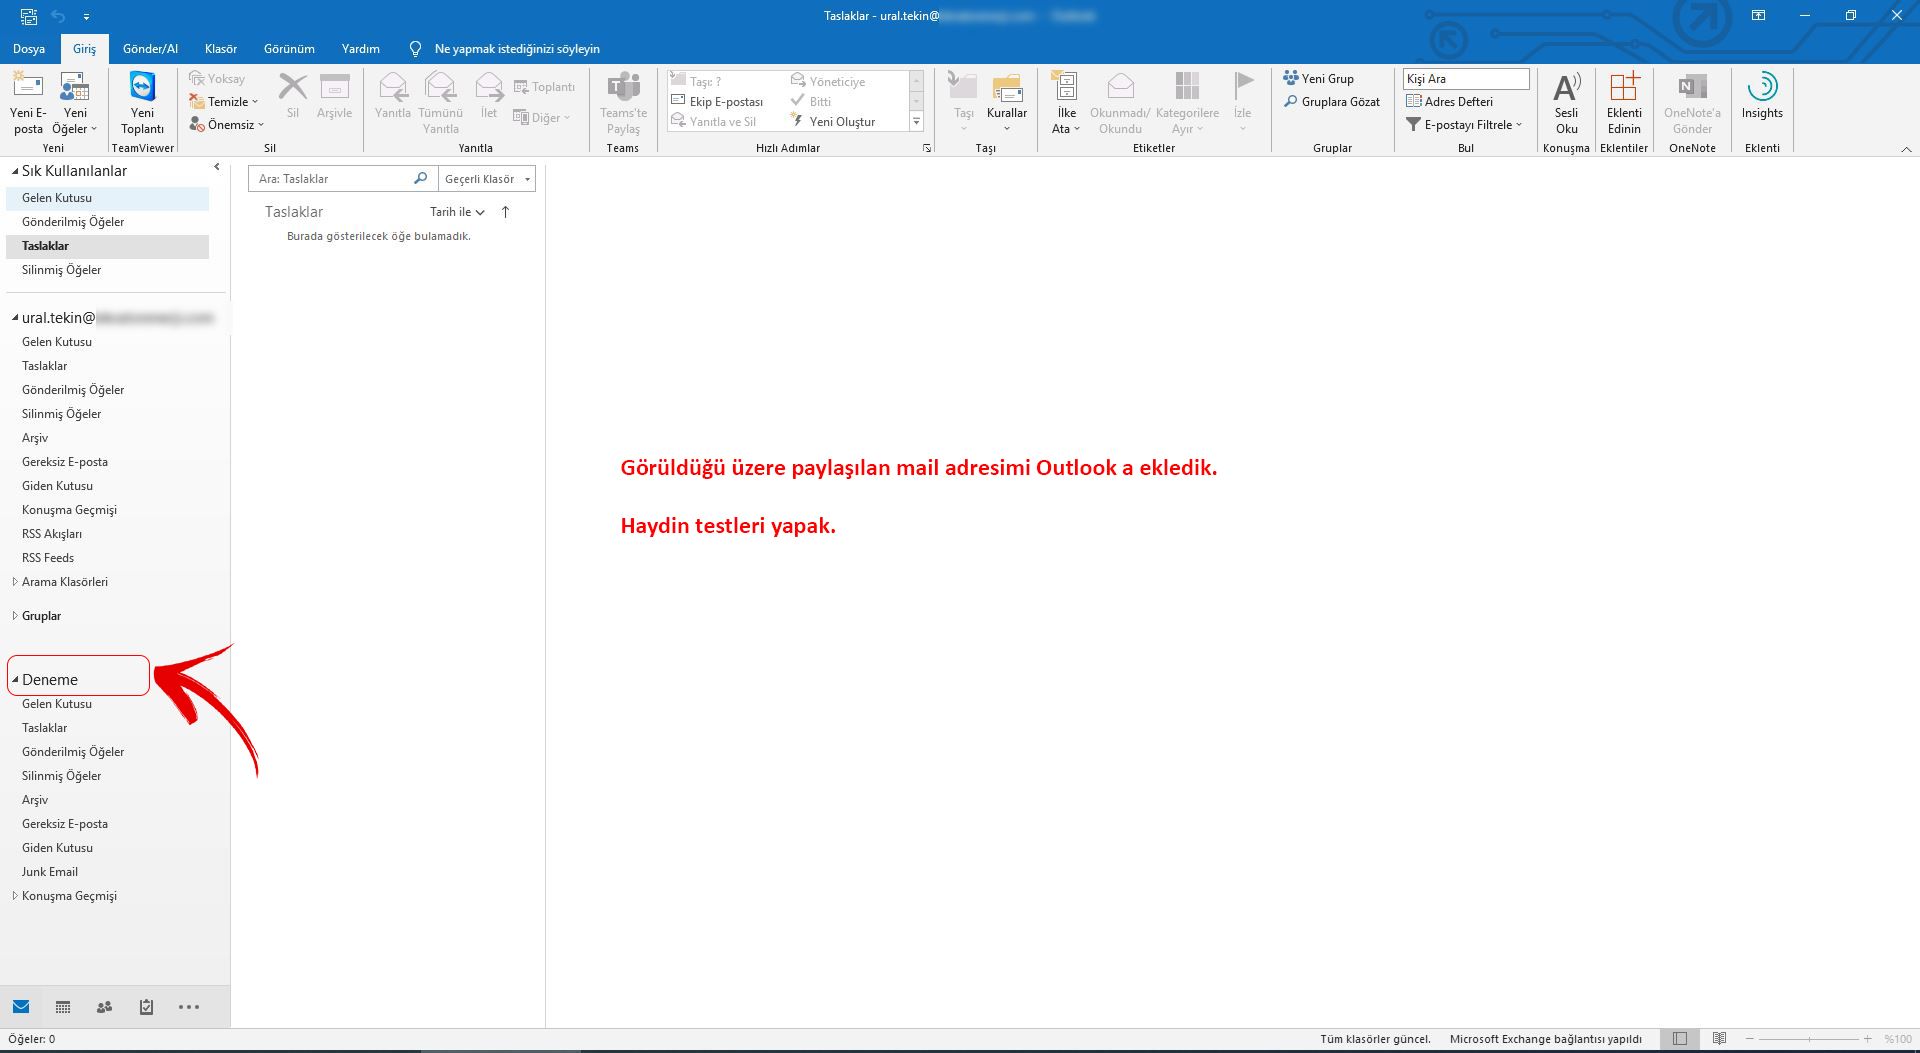 Taslaklar - ural.tekin@
Dosya
Giriş
Gönder/Al
Klasör
Görünüm
Yardım
Ne yapmak istediğinizi söyleyin
Yeni E-
posta
Yeni
Öğeler
Yeni
Yeni
Toplantı
TeamViewer
Yoksay
Temizle
Önemsiz
Sil
Arşivle
Sil
Yanıtla
Tümünü
Yanıtla
İlet
Toplantı
Diğer
Yanıtla
Teams'te
Paylaş
Teams
Taşı: ?
Ekip E-postası
Yanıtla ve Sil
Yöneticiye
Bitti
Yeni Oluştur
Hızlı Adımlar
Taşı
Kurallar
Taşı
İlke
Ata
Okunmadı/
Okundu
Kategorilere
Ayır
İzle
Etiketler
Yeni Grup
Gruplara Gözat
Gruplar
Kişi Ara
Adres Defteri
E-postayı Filtrele
Bul
Sesli
Oku
Konuşma
Eklenti
Edinin
Eklentiler
OneNote'a
Gönder
OneNote
Insights
Eklenti
Sık Kullanılanlar
Gelen Kutusu
Gönderilmiş Öğeler
Taslaklar
Silinmiş Öğeler
ural.tekin@
Gelen Kutusu
Taslaklar
Gönderilmiş Öğeler
Silinmiş Öğeler
Arşiv
Gereksiz E-posta
Giden Kutusu
Konuşma Geçmişi
RSS Akışları
RSS Feeds
Arama Klasörleri
Gruplar
Deneme
Gelen Kutusu
Taslaklar
Gönderilmiş Öğeler
Silinmiş Öğeler
Arşiv
Gereksiz E-posta
Giden Kutusu
Junk Email
Konuşma Geçmişi
Ara: Taslaklar
Geçerli Klasör
Taslaklar
Tarih ile
Burada gösterilecek öğe bulamadık.
Görüldüğü üzere paylaşılan mail adresimi Outlook a ekledik.
Haydin testleri yapak.
Öğeler: 0
Tüm klasörler güncel.
Microsoft Exchange bağlantısı yapıldı
%100